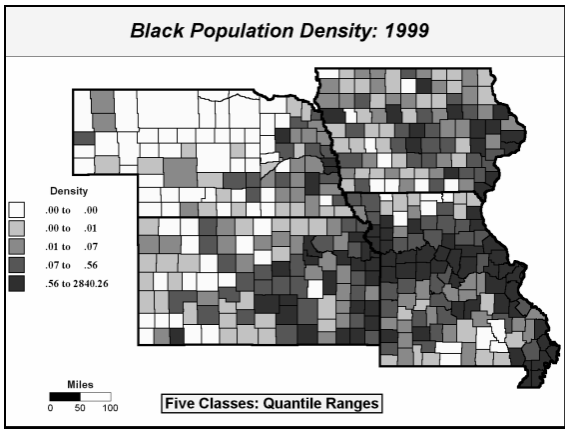 Black Population Density: 1999
Density
.00 to .00
.00 to .01
.01 to .07
.07 to .56
.56 to 2840.26
Miles
0 50 100
Five Classes: Quantile Ranges